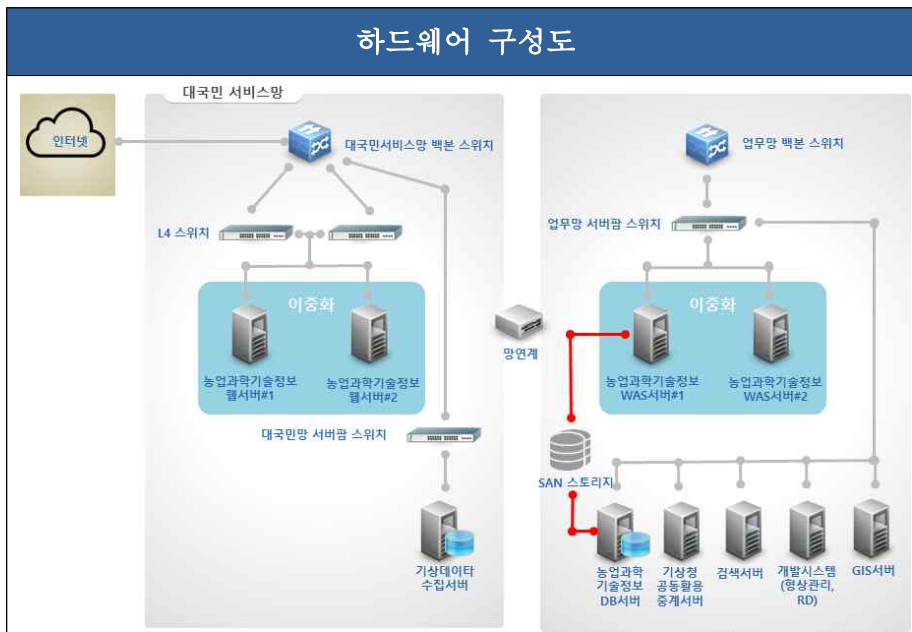 하드웨어 구성도
대국민 서비스망
인터넷
대국민서비스망 백본 스위치
업무망 백본 스위치
L4 스위치
업무망 서버팜 스위치
이중화
이중화
망연계
농업과학기술정보
웹서버#1
농업과학기술정보
웹서버#2
농업과학기술정보
WAS서버#1
농업과학기술정보
WAS서버#2
대국민망 서버팜 스위치
SAN 스토리지
기상데이타
수집서버
농업과학
기술정보
DB서버
기상청
공동활용
중계서버
검색서버
개발시스템
(형상관리,
RD)
GIS서버